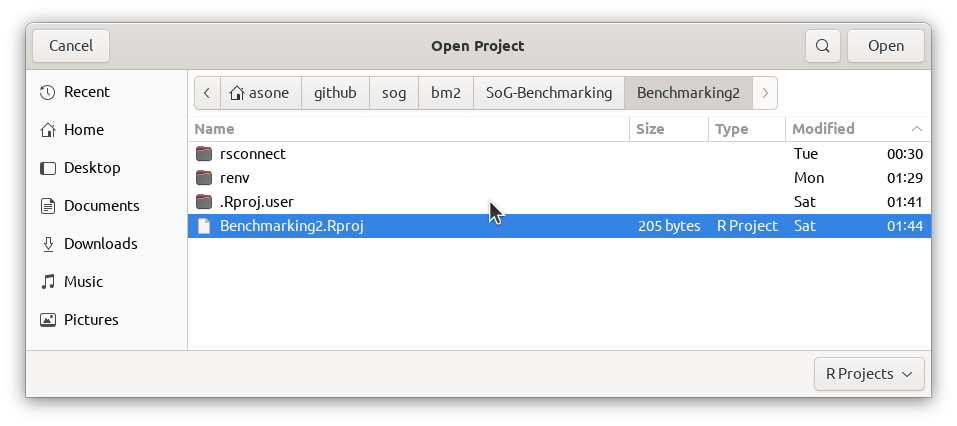 Cancel Open Project Open
Recent
Home
Desktop
Documents
Downloads
Music
Pictures
asone github sog bm2 SoG-Benchmarking Benchmarking2
Name Size Type Modified
rsconnect Tue 00:30
renv Mon 01:29
.Rproj.user Sat 01:41
Benchmarking2.Rproj 205 bytes R Project Sat 01:44
R Projects